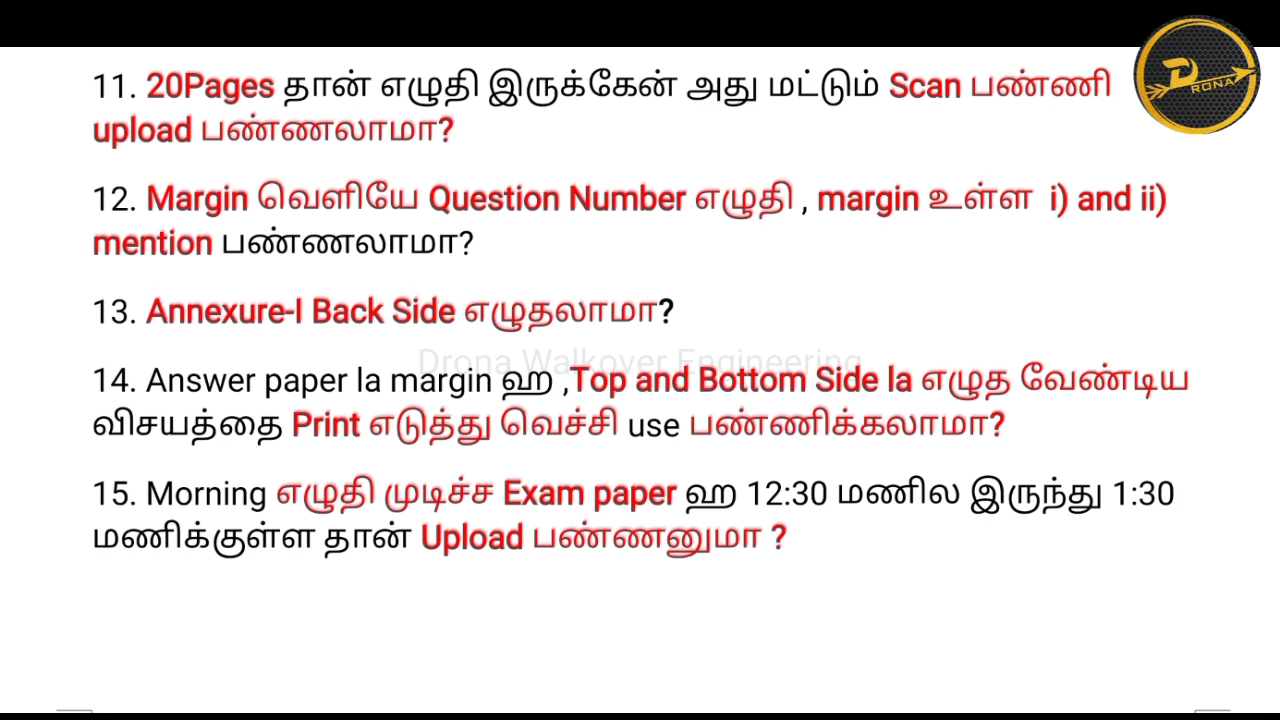 DRONA
11. 20Pages தான் எழுதி இருக்கேன் அது மட்டும் Scan பண்ணி
upload பண்ணலாமா?
12. Margin வெளியே Question Number எழுதி , margin உள்ள i) and ii)
mention பண்ணலாமா?
13. Annexure-I Back Side எழுதலாமா?
Drona Walkover Engineering
14. Answer paper la margin ஹ ,Top and Bottom Side la எழுத வேண்டிய
விசயத்தை Print எடுத்து வெச்சி use பண்ணிக்கலாமா?
15. Morning எழுதி முடிச்ச Exam paper ஹ 12:30 மணில இருந்து 1:30
மணிக்குள்ள தான் Upload பண்ணனுமா ?